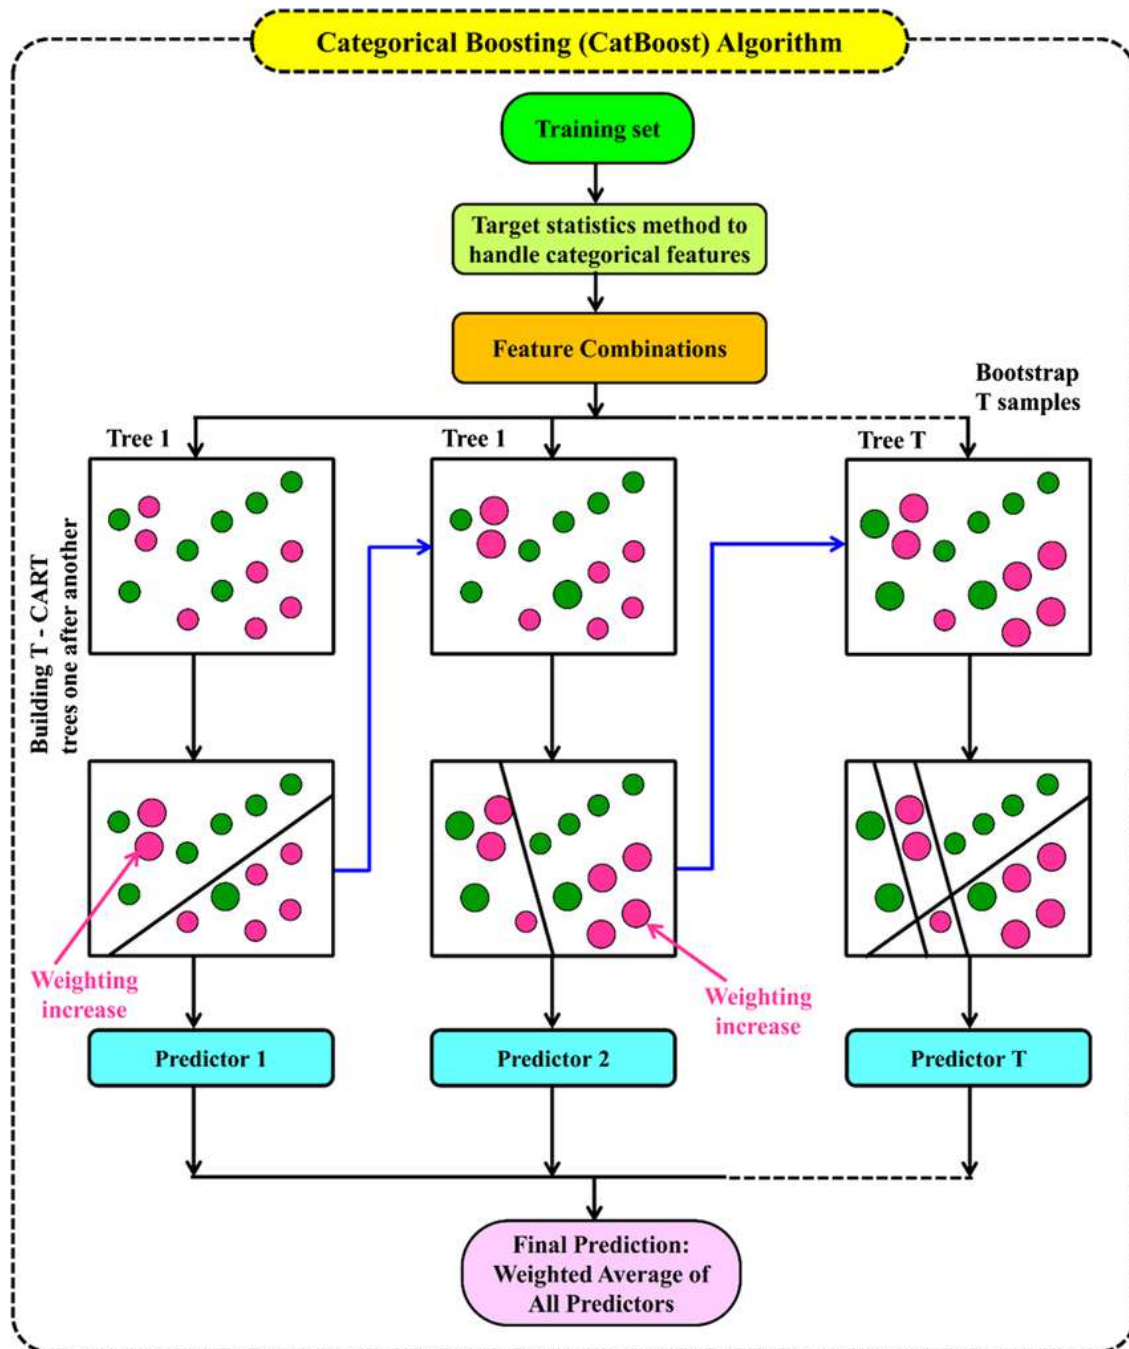 Categorical Boosting (CatBoost) Algorithm
Training set
Target statistics method to
handle categorical features
Feature Combinations
Bootstrap
T samples
Tree 1
Tree 1
Tree T
Building T - CART
trees one after another
Weighting
increase
Weighting
increase
Predictor 1
Predictor 2
Predictor T
Final Prediction:
Weighted Average of
All Predictors